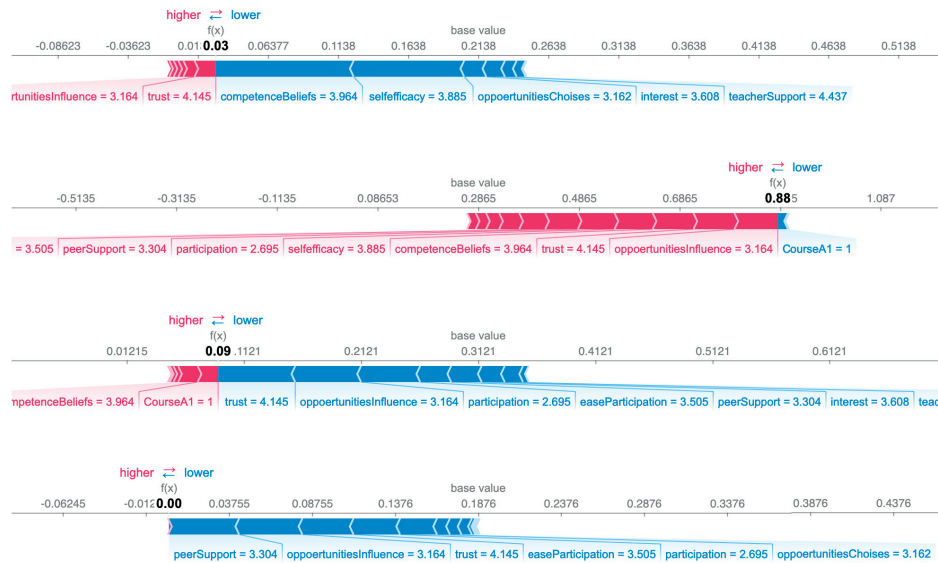 higher ⇄ lower
f(x) base value
-0.08623 -0.03623 0.01 0.03 0.06377 0.1138 0.1638 0.2138 0.2638 0.3138 0.3638 0.4138 0.4638 0.5138
rtunitiesInfluence = 3.164 trust = 4.145 competenceBeliefs = 3.964 selfefficacy = 3.885 oppoertunitiesChoises = 3.162 interest = 3.608 teacherSupport = 4.437
higher ⇄ lower
base value f(x)
-0.5135 -0.3135 -0.1135 0.08653 0.2865 0.4865 0.6865 0.88 5 1.087
= 3.505 peerSupport = 3.304 participation = 2.695 selfefficacy = 3.885 competenceBeliefs = 3.964 trust = 4.145 oppoertunitiesInfluence = 3.164 CourseA1 = 1
higher ⇄ lower
f(x) base value
0.01215 0.09 .1121 0.2121 0.3121 0.4121 0.5121 0.6121
mpetenceBeliefs = 3.964 CourseA1 = 1 trust = 4.145 oppoertunitiesInfluence = 3.164 participation = 2.695 easeParticipation = 3.505 peerSupport = 3.304 interest = 3.608 teac
higher ⇄ lower
f(x) base value
-0.06245 -0.012 0.00 0.03755 0.08755 0.1376 0.1876 0.2376 0.2876 0.3376 0.3876 0.4376
peerSupport = 3.304 oppoertunitiesInfluence = 3.164 trust = 4.145 easeParticipation = 3.505 participation = 2.695 oppoertunitiesChoises = 3.162